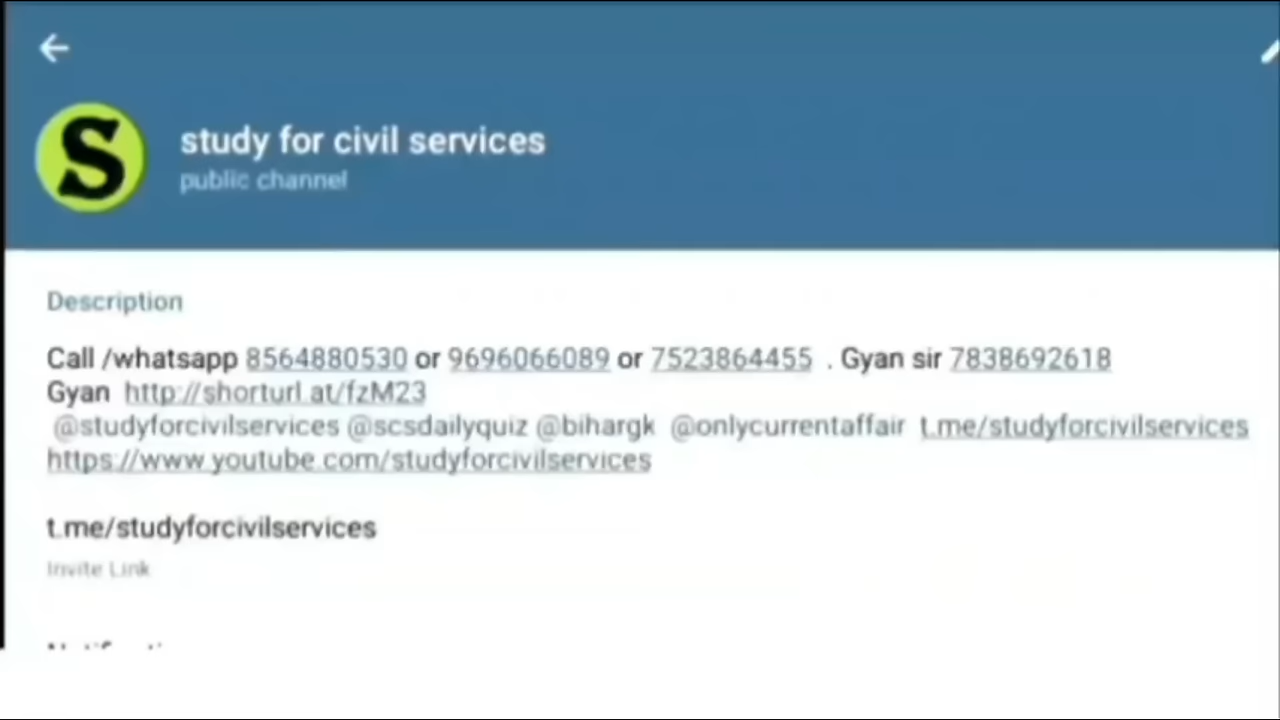 S
study for civil services
public channel
Description
Call /whatsapp 8564880530 or 9696066089 or 7523864455 . Gyan sir 7838692618
Gyan http://shorturl.at/fzM23
@studyforcivilservices @scsdailyquiz @bihargk @onlycurrentaffair t.me/studyforcivilservices
https://www.youtube.com/studyforcivilservices
t.me/studyforcivilservices
Invite Link